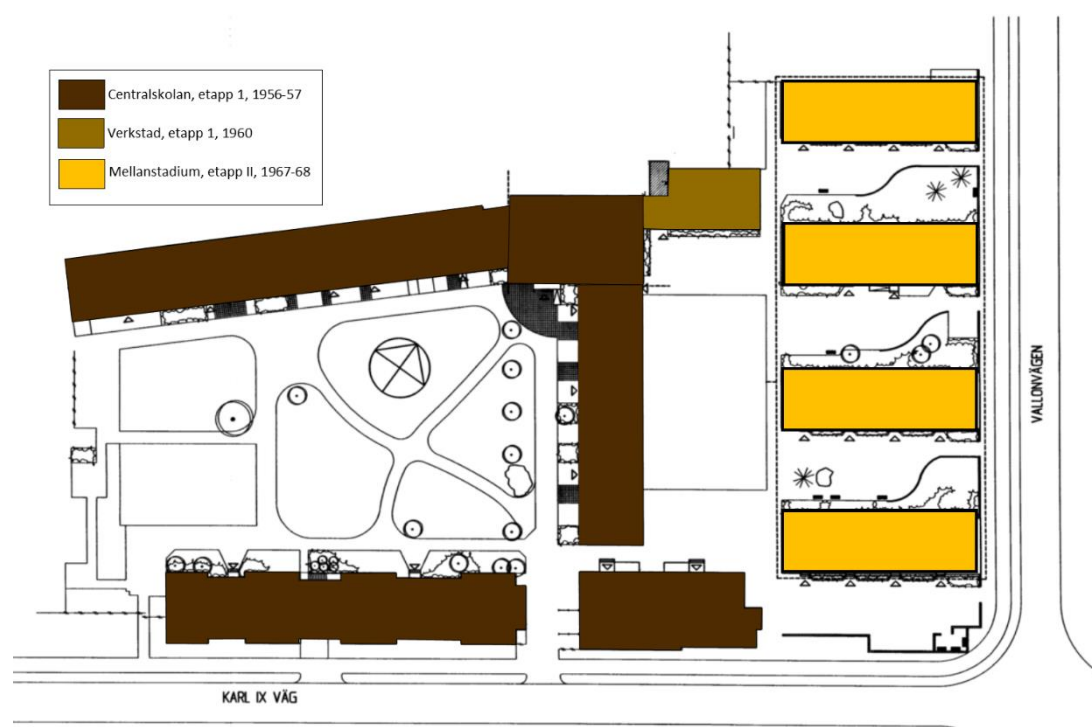 Centralskolan, etapp 1, 1956-57
Verkstad, etapp 1, 1960
Mellanstadium, etapp II, 1967-68
VALLONVÄGEN
KARL IX VÄG